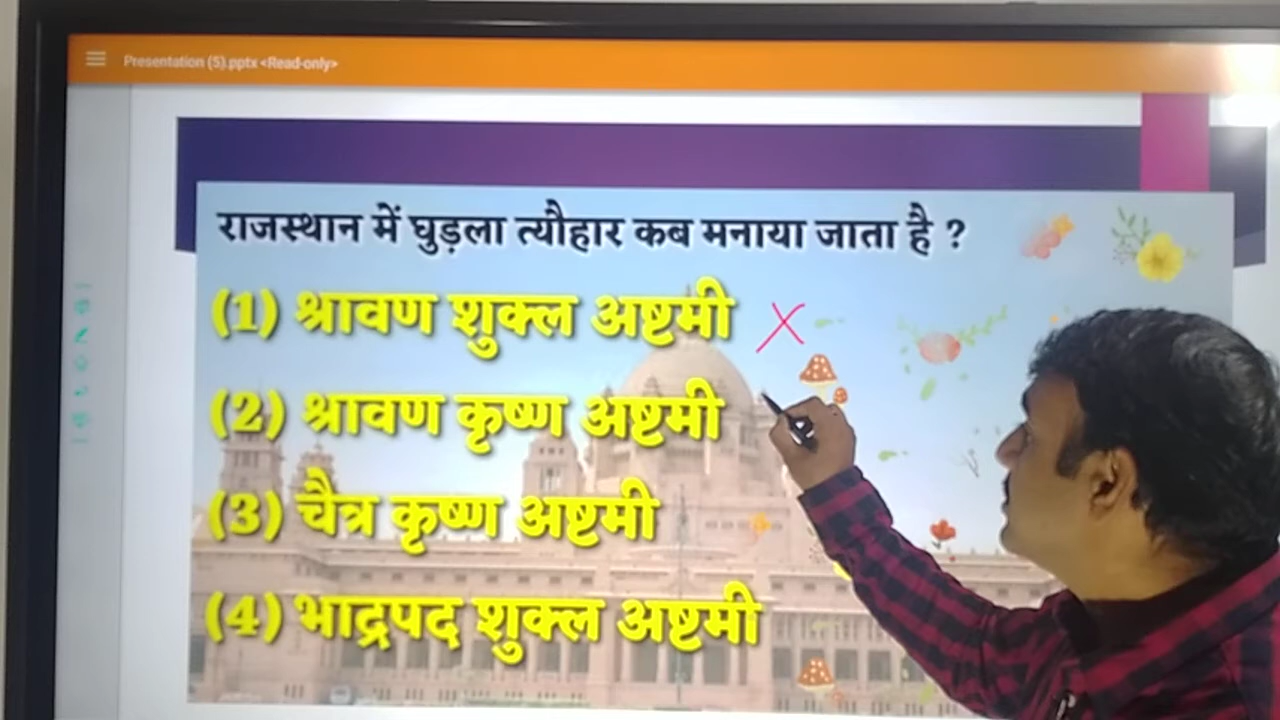 Presentation (5).pptx <Read-only>
राजस्थान में घुड़ला त्यौहार कब मनाया जाता है ?
(1) श्रावण शुक्ल अष्टमी
(2) श्रावण कृष्ण अष्टमी
(3) चैत्र कृष्ण अष्टमी
(4) भाद्रपद शुक्ल अष्टमी